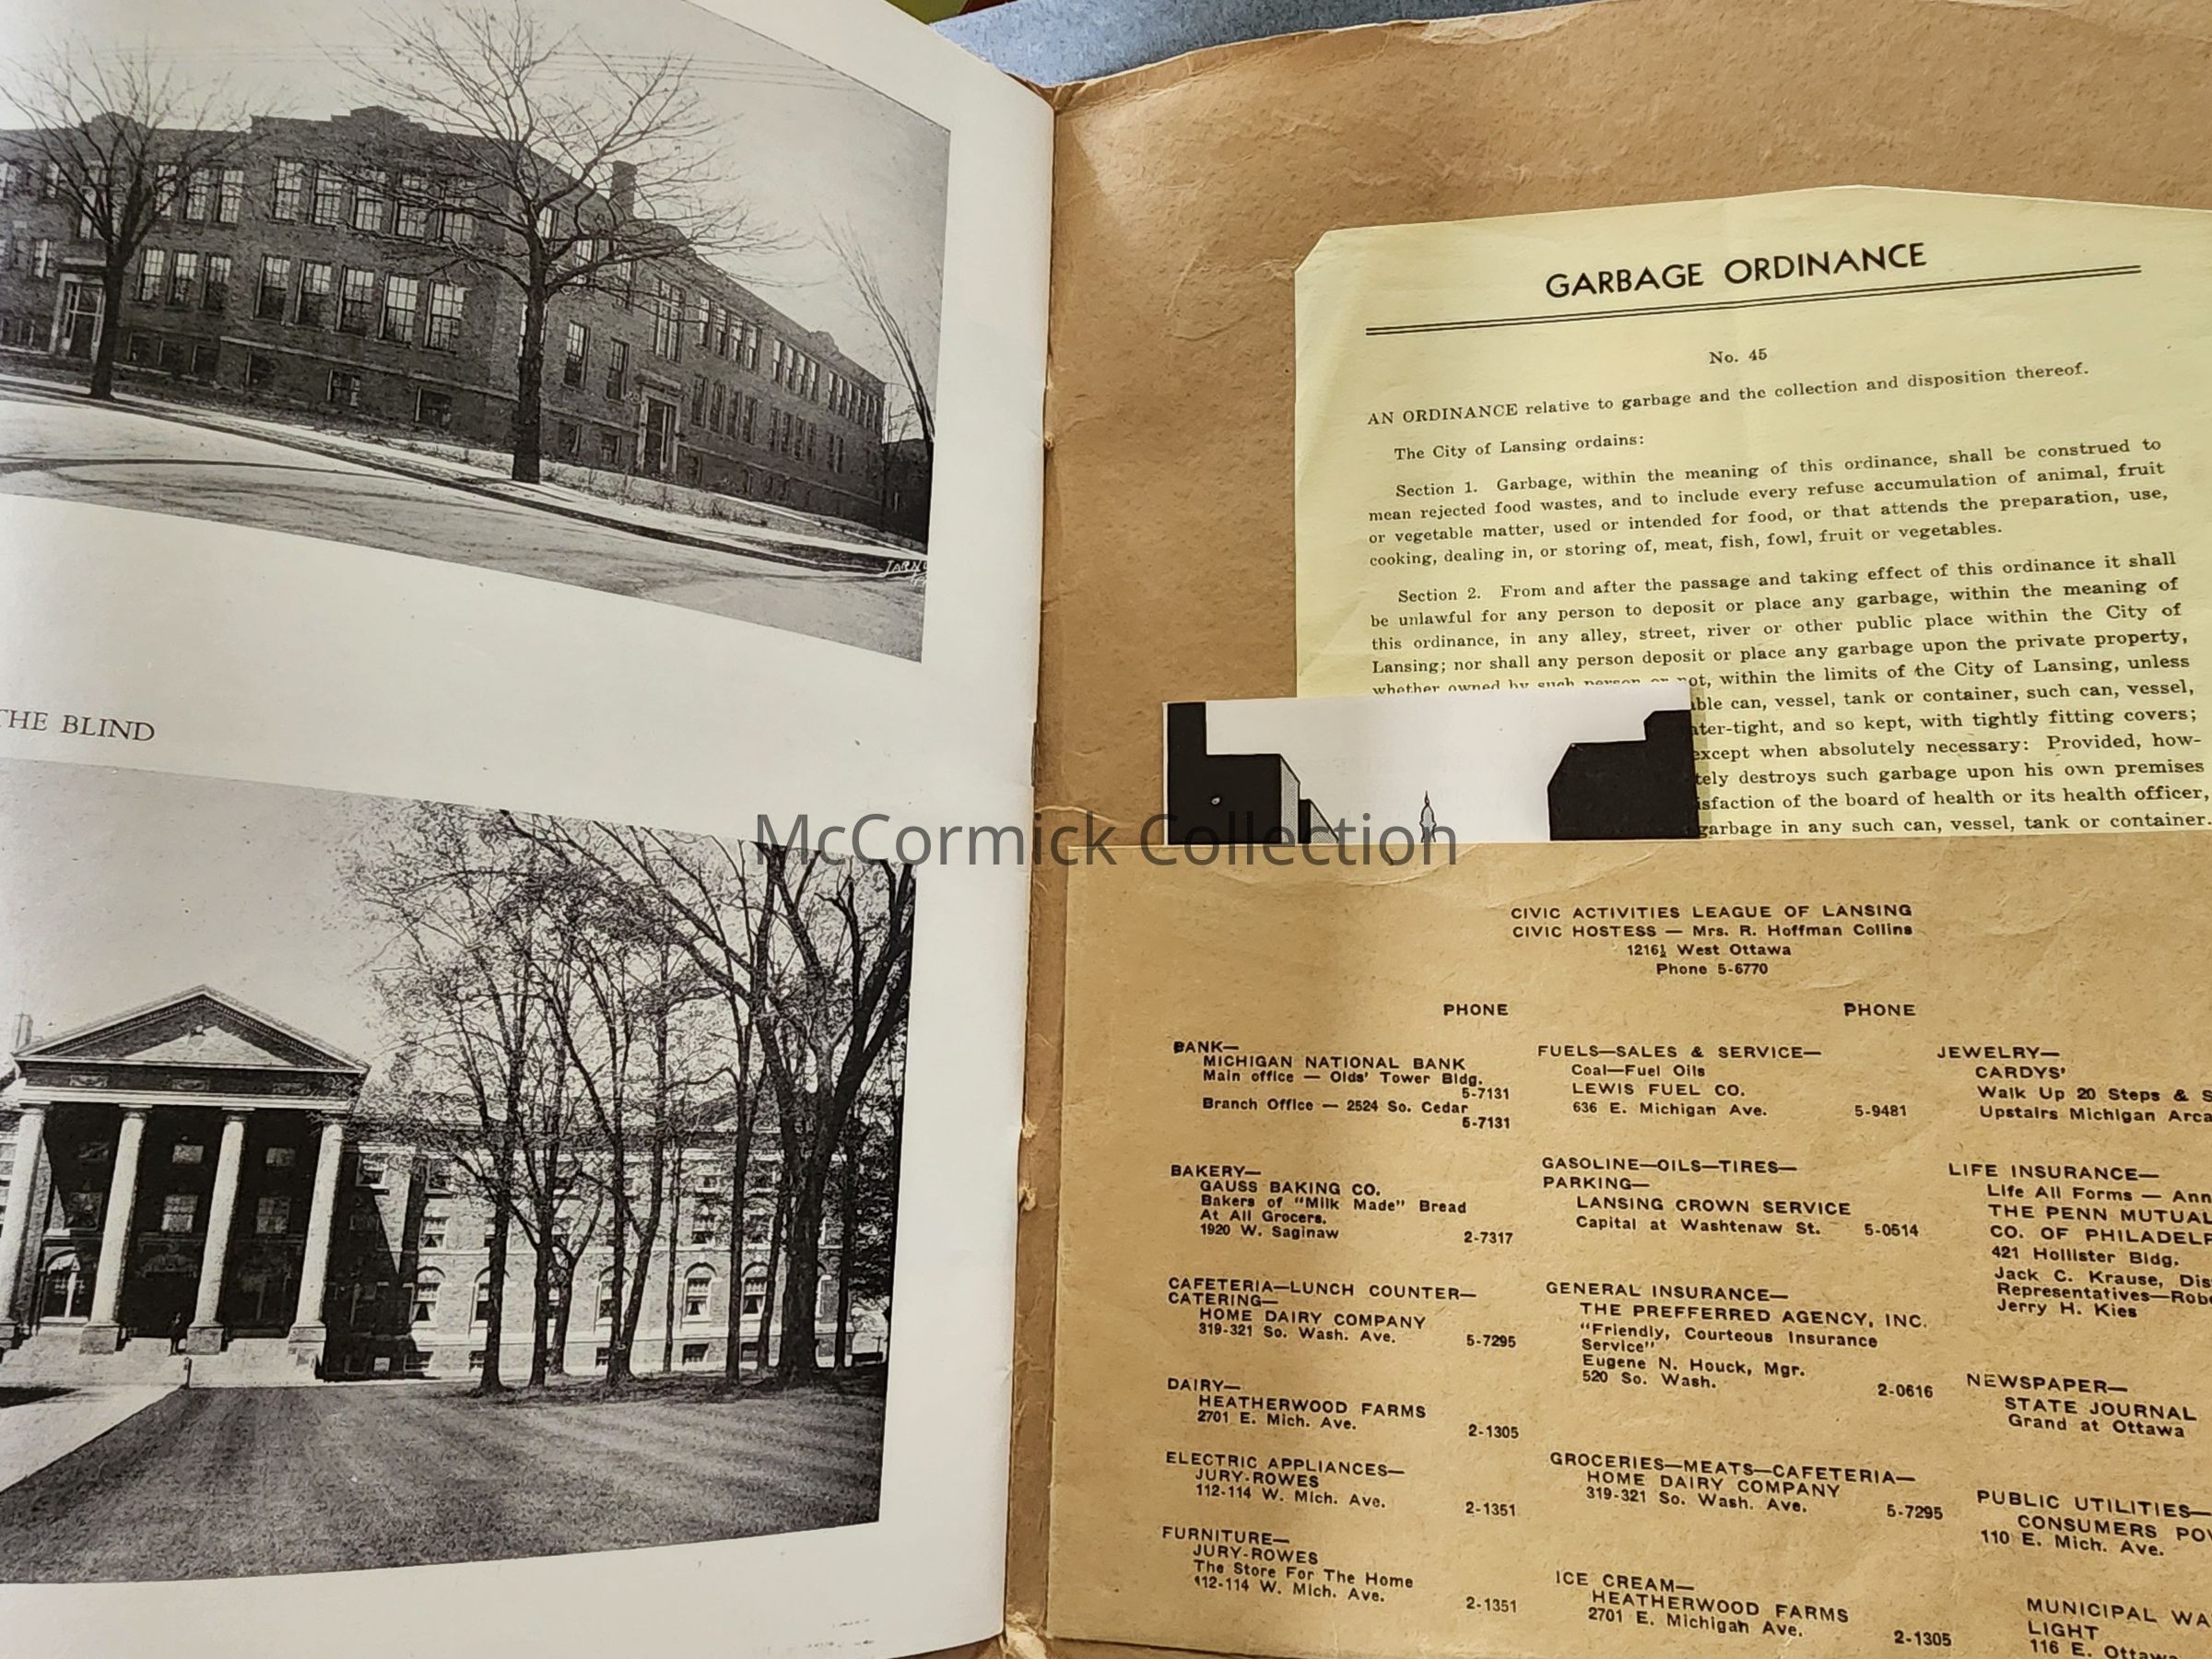 THE BLIND
GARBAGE ORDINANCE
No. 45
AN ORDINANCE relative to garbage and the collection and disposition thereof.
The City of Lansing ordains:
Section 1. Garbage, within the meaning of this ordinance, shall be construed to
mean rejected food wastes, and to include every refuse accumulation of animal, fruit
or vegetable matter, used or intended for food, or that attends the preparation, use,
cooking, dealing in, or storing of, meat, fish, fowl, fruit or vegetables.
Section 2. From and after the passage and taking effect of this ordinance it shall
be unlawful for any person to deposit or place any garbage, within the meaning of
this ordinance, in any alley, street, river or other public place within the City of
Lansing; nor shall any person deposit or place any garbage upon the private property,
whether owned by such person or not, within the limits of the City of Lansing, unless
can, vessel, tank or container, such can, vessel,
and so kept, with tightly fitting covers;
except when absolutely necessary: Provided, how-
destroys such garbage upon his own premises
of the board of health or its health officer,
garbage in any such can, vessel, tank or container.
McCormick Collection
CIVIC ACTIVITIES LEAGUE OF LANSING
CIVIC HOSTESS — Mrs. R. Hoffman Collins
1216½ West Ottawa
Phone 5-6770
PHONE
BANK—
MICHIGAN NATIONAL BANK
Main office — Olds' Tower Bldg.
5-7131
Branch Office — 2524 So. Cedar
5-7131
BAKERY—
GAUSS BAKING CO.
Bakers of "Milk Made" Bread
At All Grocers.
1920 W. Saginaw 2-7317
CAFETERIA—LUNCH COUNTER—
CATERING—
HOME DAIRY COMPANY
319-321 So. Wash. Ave. 5-7295
DAIRY—
HEATHERWOOD FARMS
2701 E. Mich. Ave. 2-1305
ELECTRIC APPLIANCES—
JURY-ROWES
112-114 W. Mich. Ave. 2-1351
FURNITURE—
JURY-ROWES
The Store For The Home
112-114 W. Mich. Ave. 2-1351
PHONE
FUELS—SALES & SERVICE—
Coal—Fuel Oils
LEWIS FUEL CO.
636 E. Michigan Ave. 5-9481
GASOLINE—OILS—TIRES—
PARKING—
LANSING CROWN SERVICE
Capital at Washtenaw St. 5-0514
GENERAL INSURANCE—
THE PREFFERRED AGENCY, INC.
"Friendly, Courteous Insurance
Service"
Eugene N. Houck, Mgr.
520 So. Wash. 2-0616
GROCERIES—MEATS—CAFETERIA—
HOME DAIRY COMPANY
319-321 So. Wash. Ave. 5-7295
ICE CREAM—
HEATHERWOOD FARMS
2701 E. Michigan Ave. 2-1305
JEWELRY—
CARDYS'
Walk Up 20 Steps & S
Upstairs Michigan Arca
LIFE INSURANCE—
Life All Forms — Ann
THE PENN MUTUAL
CO. OF PHILADELP
421 Hollister Bldg.
Jack C. Krause, Dis
Representatives—Rob
Jerry H. Kies
NEWSPAPER—
STATE JOURNAL
Grand at Ottawa
PUBLIC UTILITIES—
CONSUMERS POW
110 E. Mich. Ave.
MUNICIPAL WA
LIGHT
116 E. Ottawa